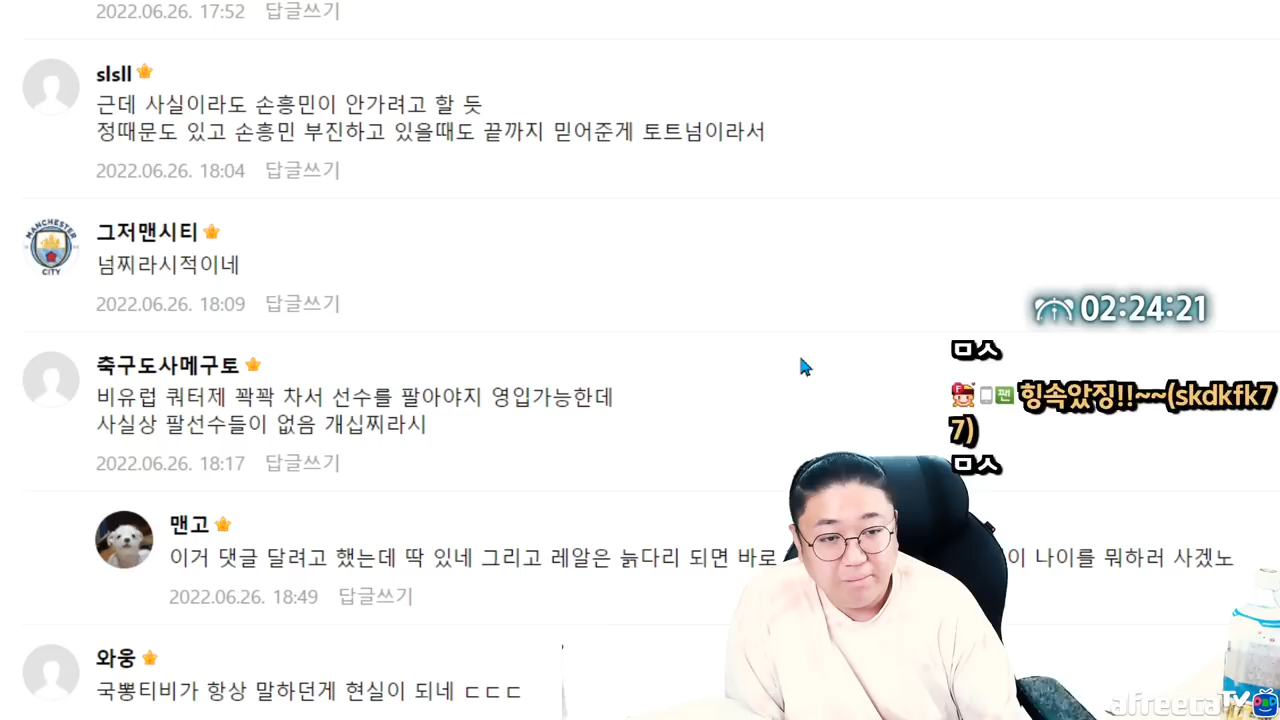 2022.06.26. 17:52 답글쓰기
slsll
근데 사실이라도 손흥민이 안가려고 할 듯
정때문도 있고 손흥민 부진하고 있을때도 끝까지 믿어준게 토트넘이라서
2022.06.26. 18:04 답글쓰기
MANCHESTER
CITY
그저맨시티
넘찌라시적이네
2022.06.26. 18:09 답글쓰기
02:24:21
ㅁㅅ
축구도사메구토
비유럽 쿼터제 꽉꽉 차서 선수를 팔아야지 영입가능한데
사실상 팔선수들이 없음 개십찌라시
2022.06.26. 18:17 답글쓰기
F 팬 힝속았징!!~~(skdkfk7
7)
ㅁㅅ
맨고
이거 댓글 달려고 했는데 딱 있네 그리고 레알은 늙다리 되면 바로 이 나이를 뭐하러 사겠노
2022.06.26. 18:49 답글쓰기
와웅
국뽕티비가 항상 말하던게 현실이 되네 ㄷㄷㄷ
afreecaTV